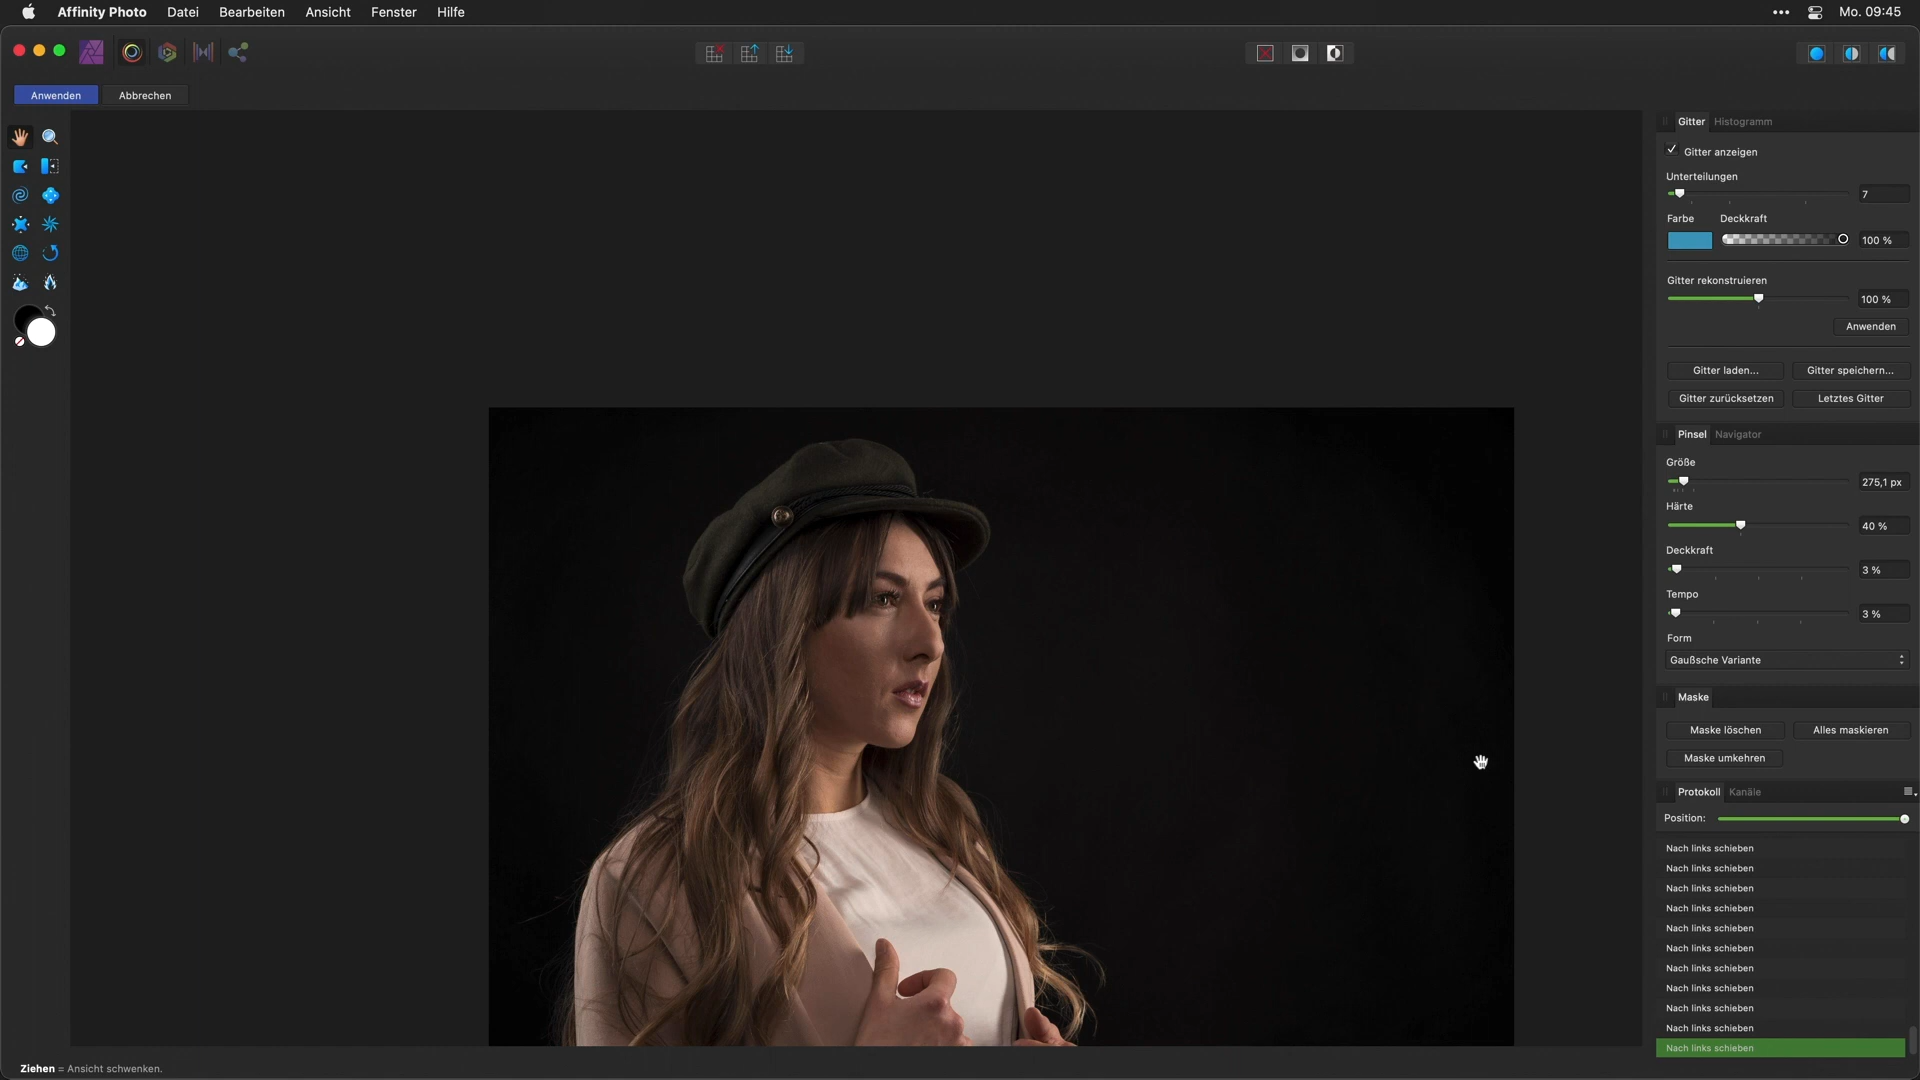 Affinity Photo Datei Bearbeiten Ansicht Fenster Hilfe Mo. 09:45
Anwenden Abbrechen
Gitter Histogramm
Gitter anzeigen
Unterteilungen
7
Farbe Deckkraft
100 %
Gitter rekonstruieren
100 %
Anwenden
Gitter laden... Gitter speichern...
Gitter zurücksetzen Letztes Gitter
Pinsel Navigator
Größe
275,1 px
Härte
40 %
Deckkraft
3 %
Tempo
3 %
Form
Gaußsche Variante
Maske
Maske löschen Alles maskieren
Maske umkehren
Protokoll Kanäle
Position:
Nach links schieben
Nach links schieben
Nach links schieben
Nach links schieben
Nach links schieben
Nach links schieben
Nach links schieben
Nach links schieben
Nach links schieben
Nach links schieben
Nach links schieben
Ziehen = Ansicht schwenken.